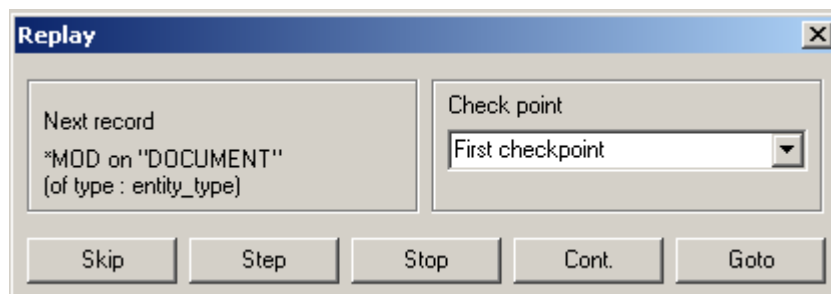 Replay
Next record
*MOD on "DOCUMENT"
(of type : entity_type)
Check point
First checkpoint
Skip Step Stop Cont. Goto